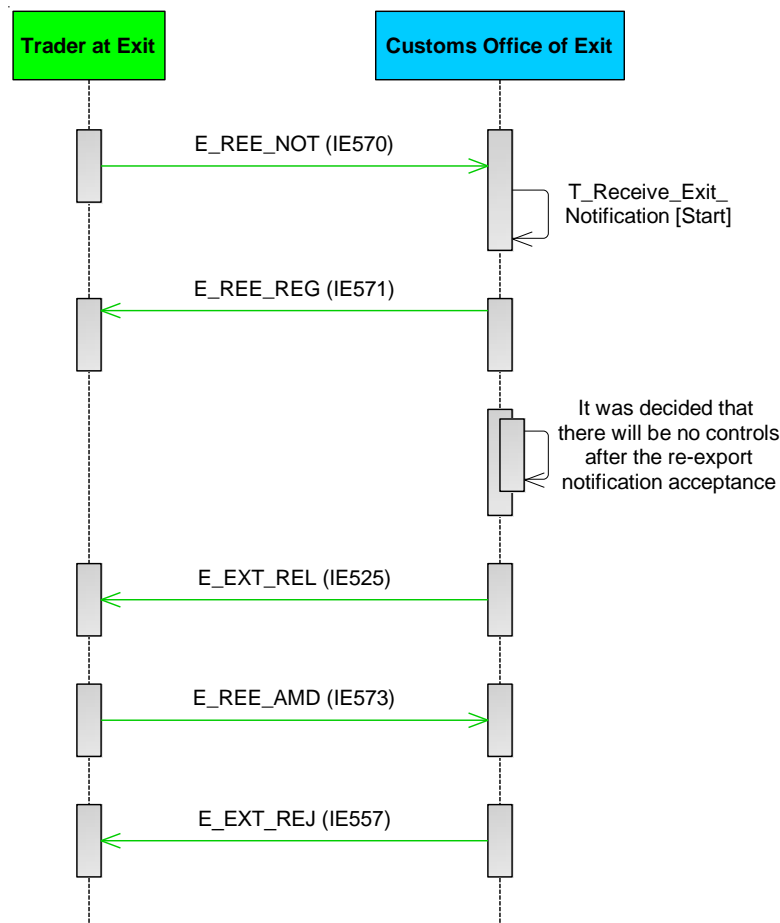 Trader at Exit
Customs Office of Exit
E_REE_NOT (IE570)
T_Receive_Exit_
Notification [Start]
E_REE_REG (IE571)
It was decided that
there will be no controls
after the re-export
notification acceptance
E_EXT_REL (IE525)
E_REE_AMD (IE573)
E_EXT_REJ (IE557)